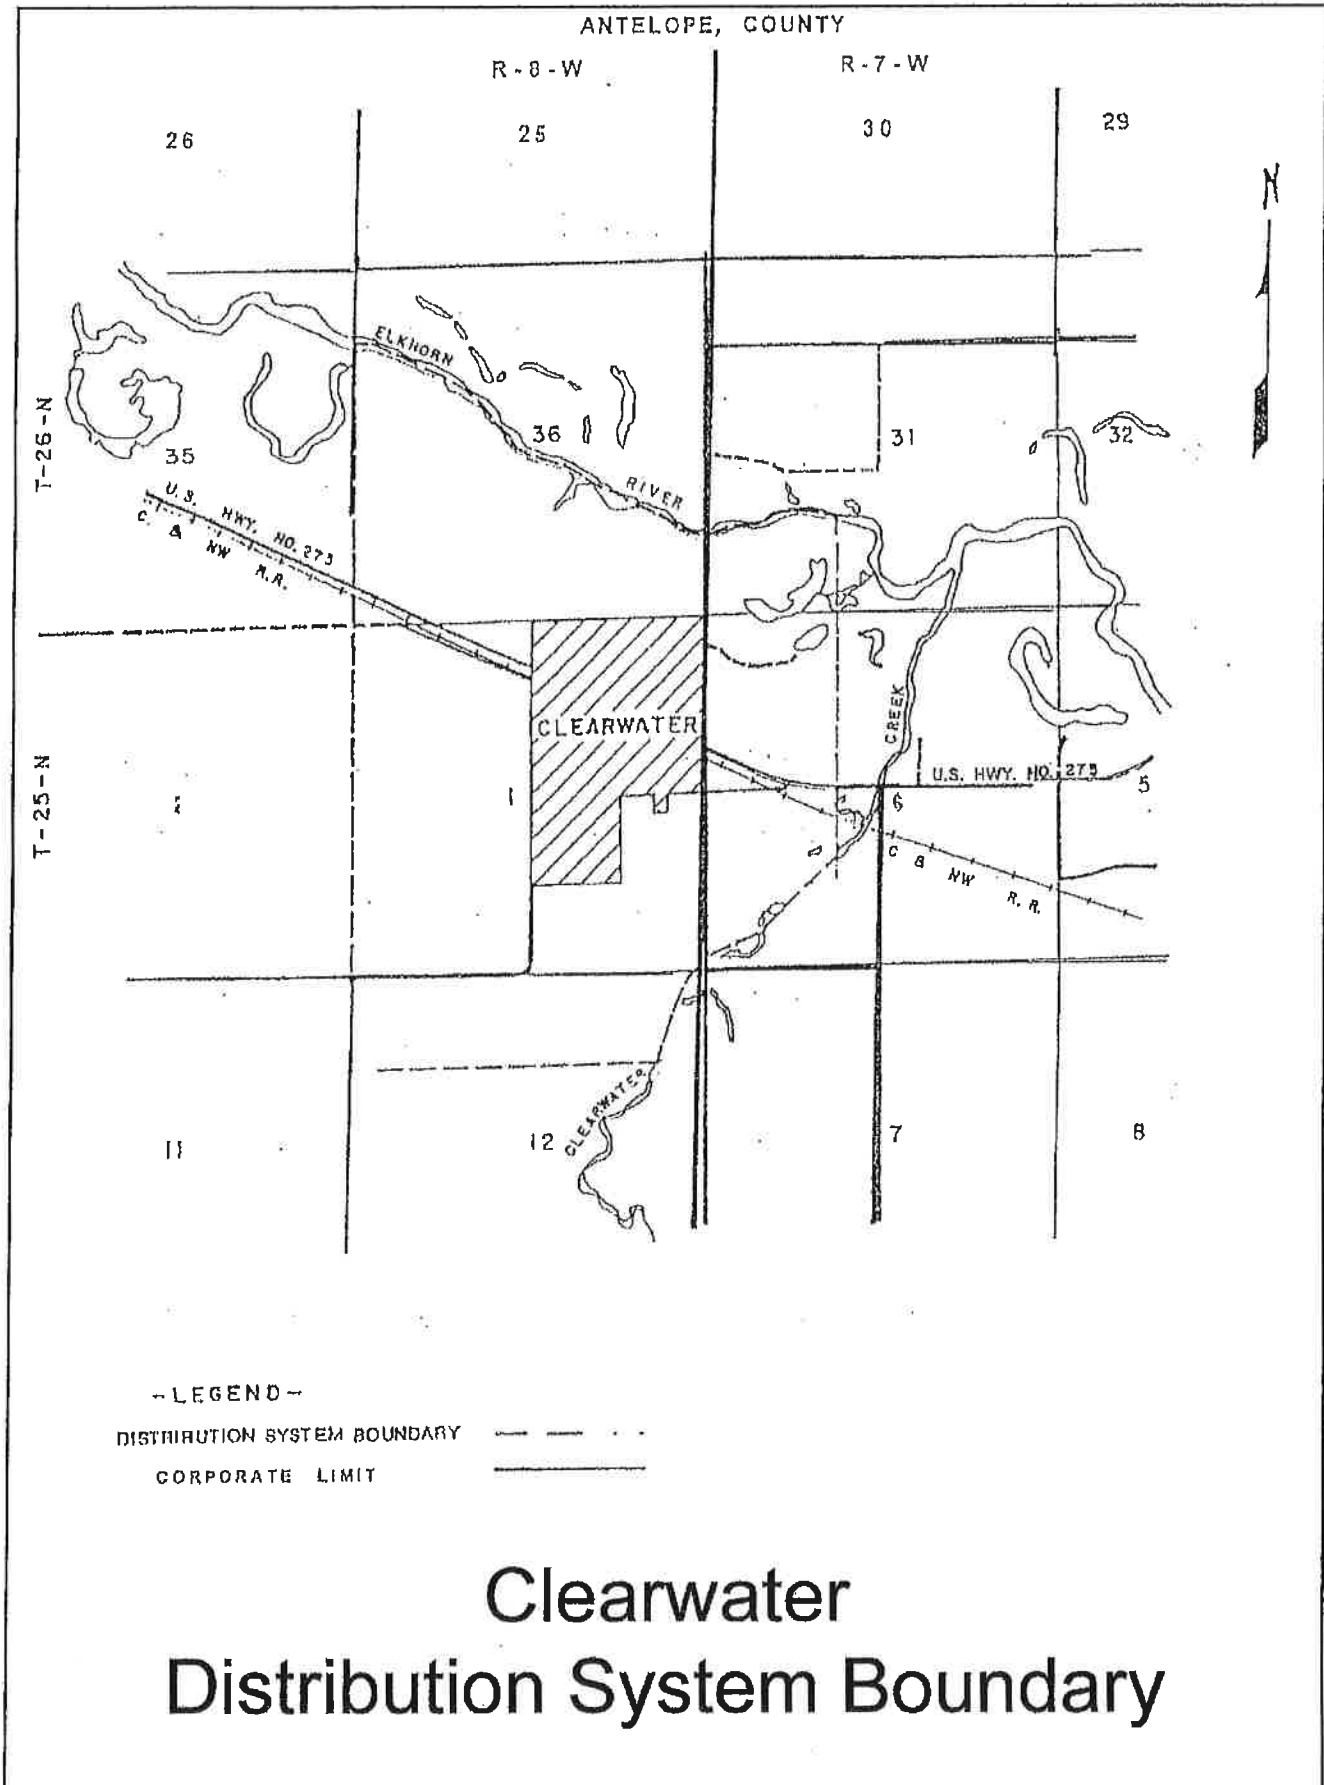 ANTELOPE, COUNTY
R-8-W
R-7-W
26
25
30
29
N
ELKHORN
T-26-N
36
31
32
35
RIVER
U.S. HWY. NO. 275
C. & NW R.R.
CLEARWATER
CREEK
T-25-N
1
U.S. HWY. NO. 275
5
6
C & NW R.R.
CLEARWATER
11
12
7
8
-LEGEND-
DISTRIBUTION SYSTEM BOUNDARY
CORPORATE LIMIT
Clearwater
Distribution System Boundary